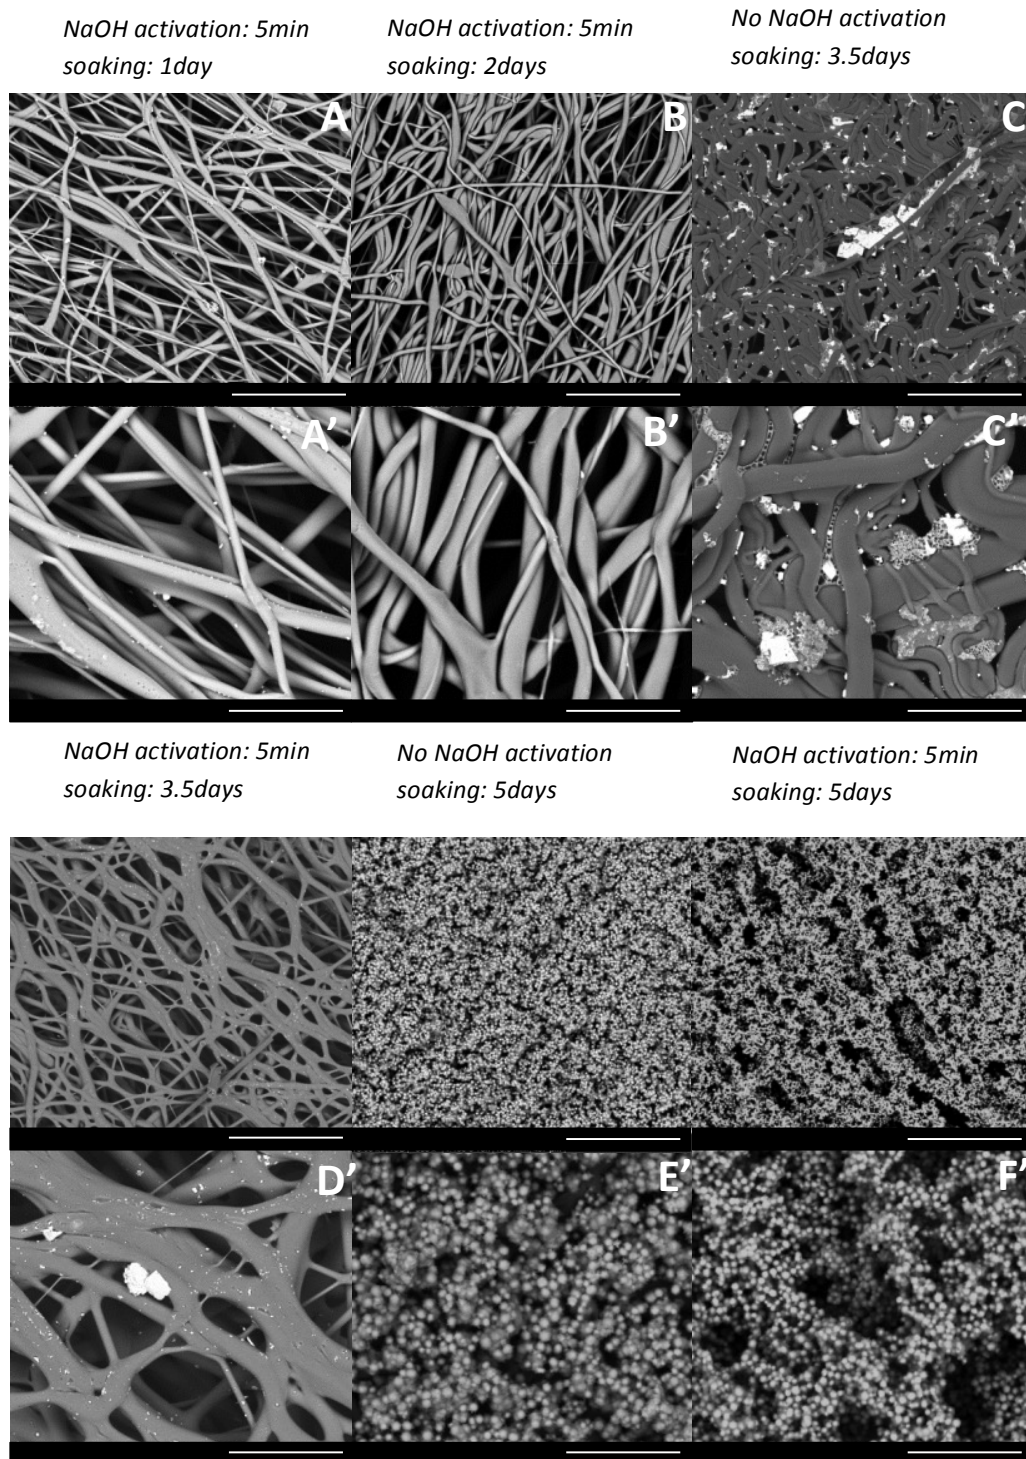 NaOH activation: 5min
soaking: 1day
NaOH activation: 5min
soaking: 2days
No NaOH activation
soaking: 3.5days
A
B
C
A’
B’
C’
NaOH activation: 5min
soaking: 3.5days
No NaOH activation
soaking: 5days
NaOH activation: 5min
soaking: 5days
D’
E’
F’